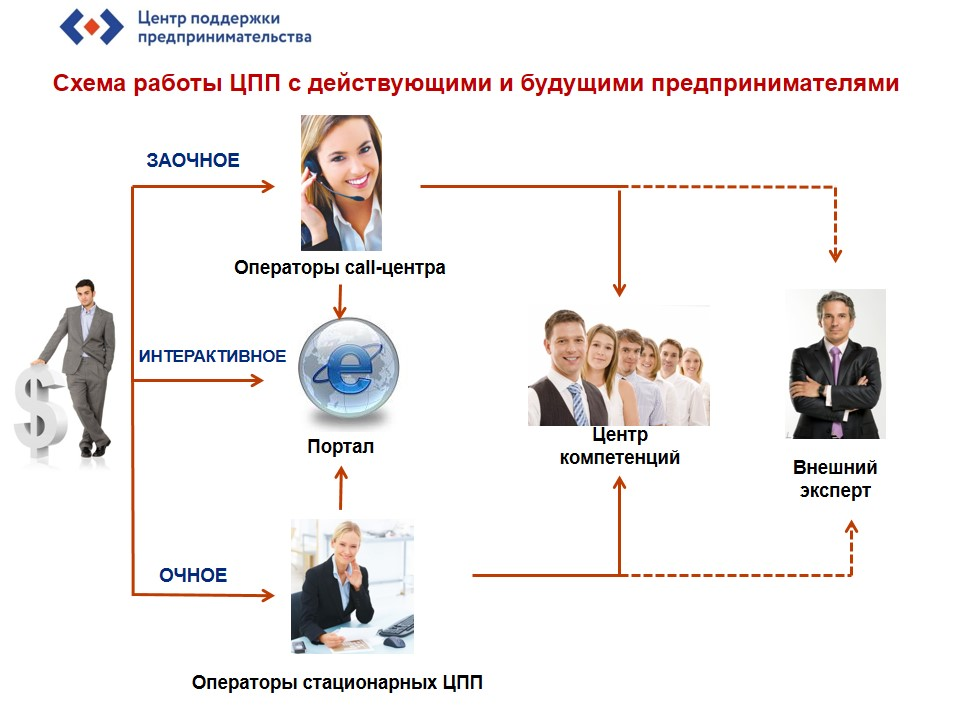 Центр поддержки
предпринимательства
Схема работы ЦПП с действующими и будущими предпринимателями
ЗАОЧНОЕ
Операторы call-центра
ИНТЕРАКТИВНОЕ
Портал
Центр
компетенций
Внешний
эксперт
ОЧНОЕ
Операторы стационарных ЦПП